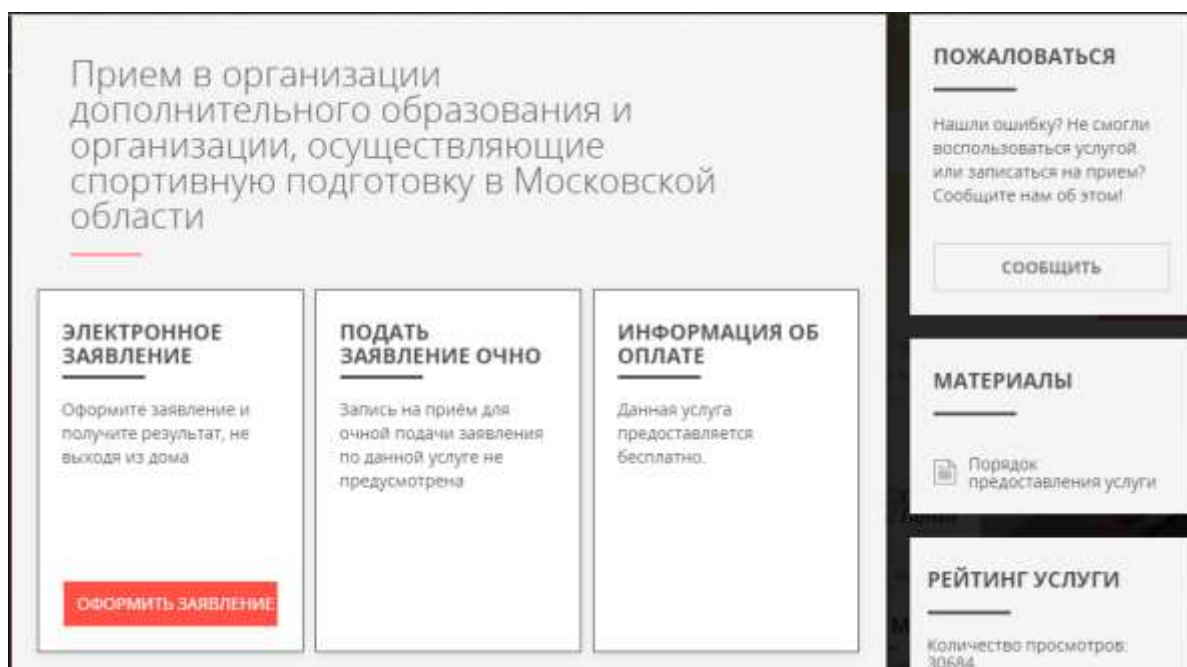 Прием в организации
дополнительного образования и
организации, осуществляющие
спортивную подготовку в Московской
области
ЭЛЕКТРОННОЕ
ЗАЯВЛЕНИЕ
Оформите заявление и
получите результат, не
выходя из дома
ОФОРМИТЬ ЗАЯВЛЕНИЕ
ПОДАТЬ
ЗАЯВЛЕНИЕ ОЧНО
Запись на приём для
очной подачи заявления
по данной услуге не
предусмотрена
ИНФОРМАЦИЯ ОБ
ОПЛАТЕ
Данная услуга
предоставляется
бесплатно.
ПОЖАЛОВАТЬСЯ
Нашли ошибку? Не смогли
воспользоваться услугой
или записаться на прием?
Сообщите нам об этом!
СООБЩИТЬ
МАТЕРИАЛЫ
Порядок
предоставления услуги
РЕЙТИНГ УСЛУГИ
Количество просмотров:
30684